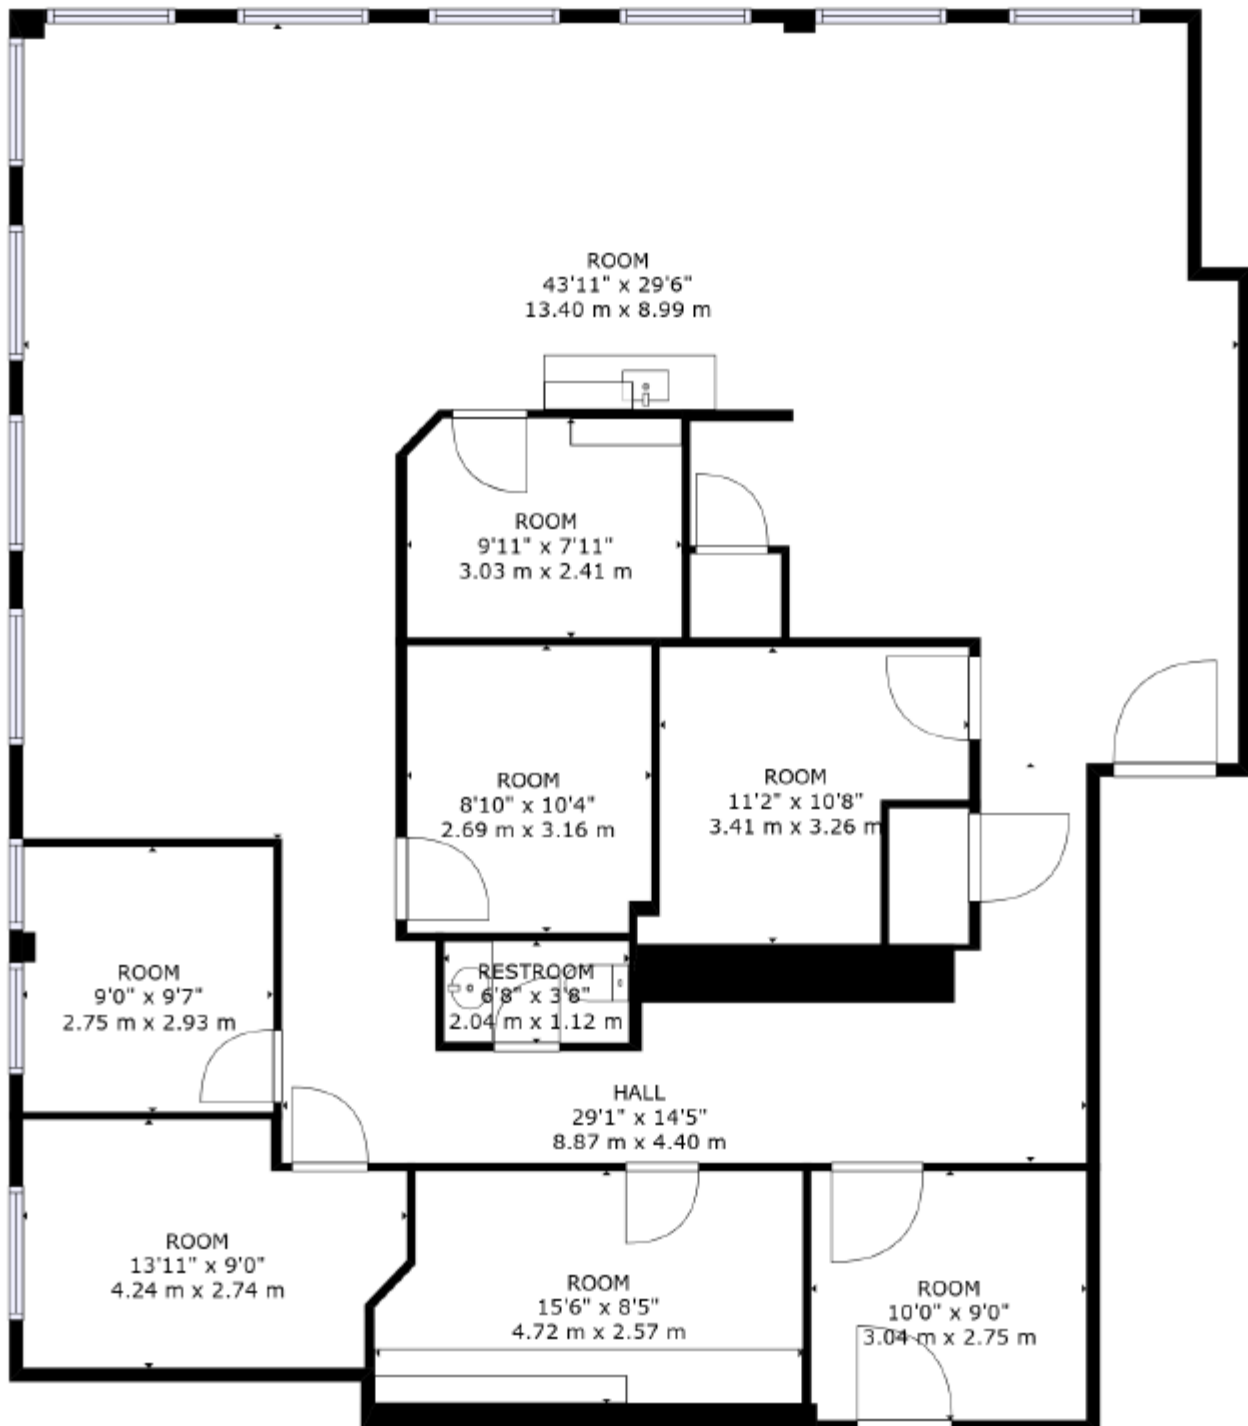 ROOM
43'11" x 29'6"
13.40 m x 8.99 m
ROOM
9'11" x 7'11"
3.03 m x 2.41 m
ROOM
8'10" x 10'4"
2.69 m x 3.16 m
ROOM
11'2" x 10'8"
3.41 m x 3.26 m
ROOM
9'0" x 9'7"
2.75 m x 2.93 m
RESTROOM
6'8" x 3'8"
2.04 m x 1.12 m
HALL
29'1" x 14'5"
8.87 m x 4.40 m
ROOM
13'11" x 9'0"
4.24 m x 2.74 m
ROOM
15'6" x 8'5"
4.72 m x 2.57 m
ROOM
10'0" x 9'0"
3.04 m x 2.75 m